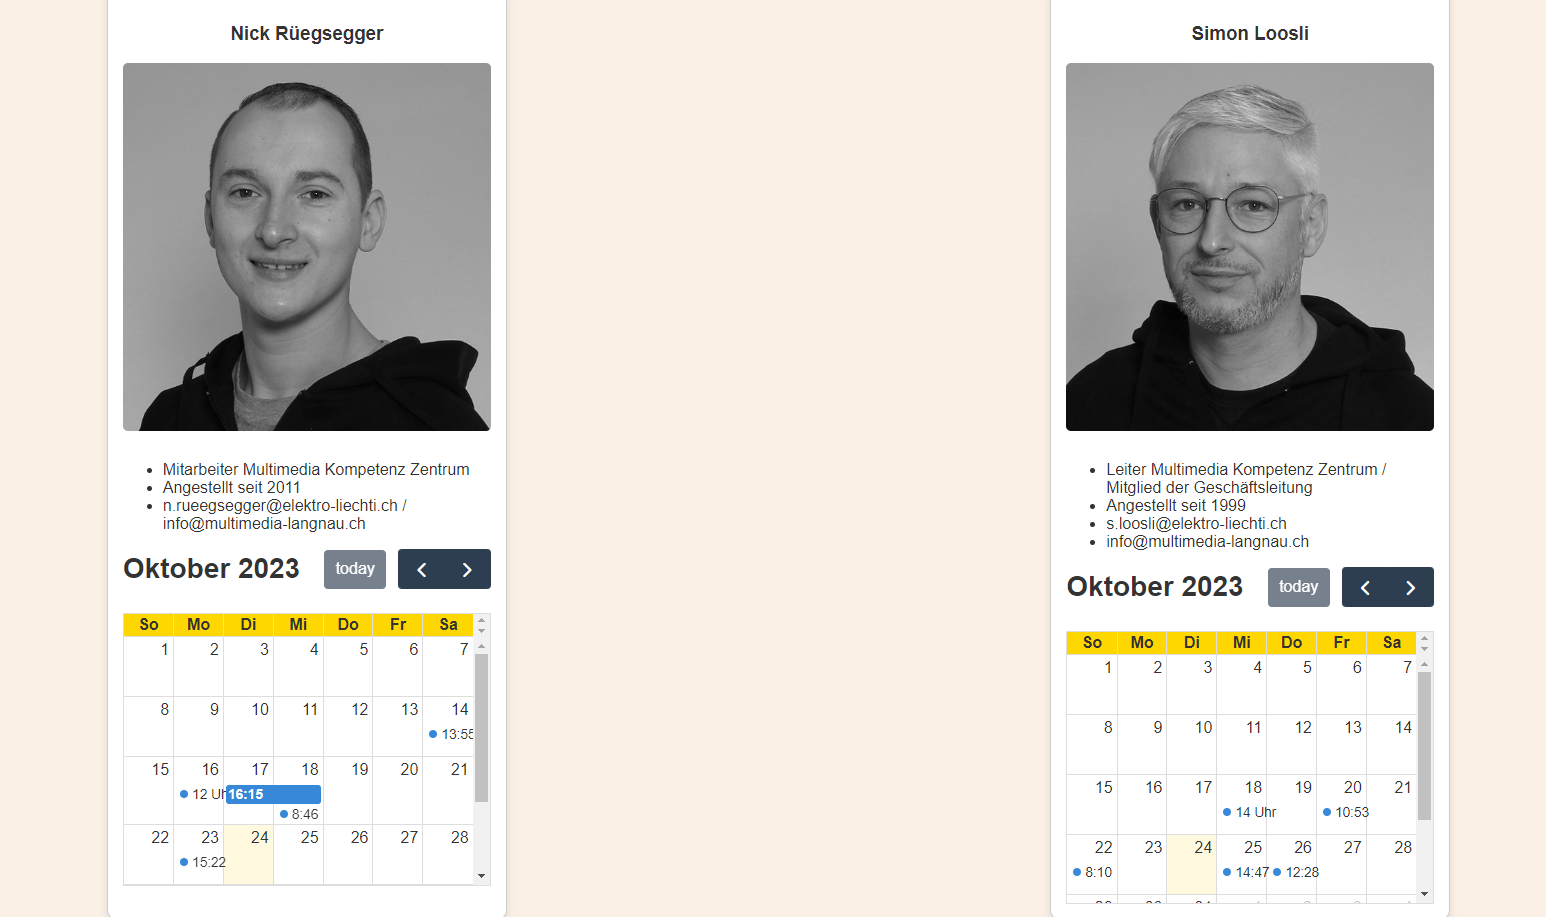 Nick Rüegsegger
Mitarbeiter Multimedia Kompetenz Zentrum
Angestellt seit 2011
n.rueegsegger@elektro-liechti.ch /
info@multimedia-langnau.ch
Oktober 2023 today
So Mo Di Mi Do Fr Sa
1 2 3 4 5 6 7
8 9 10 11 12 13 14
13:55
15 16 17 18 19 20 21
12 Uh 16:15
8:46
22 23 24 25 26 27 28
15:22
Simon Loosli
Leiter Multimedia Kompetenz Zentrum /
Mitglied der Geschäftsleitung
Angestellt seit 1999
s.loosli@elektro-liechti.ch
info@multimedia-langnau.ch
Oktober 2023 today
So Mo Di Mi Do Fr Sa
1 2 3 4 5 6 7
8 9 10 11 12 13 14
15 16 17 18 19 20 21
14 Uhr 10:53
22 23 24 25 26 27 28
8:10 14:47 12:28